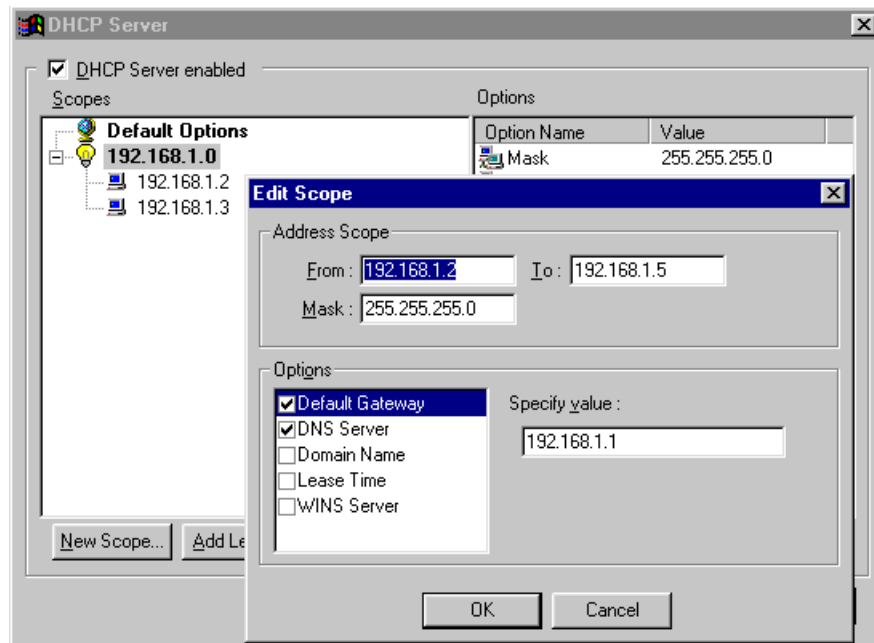 DHCP Server
DHCP Server enabled
Scopes
Options
Default Options
192.168.1.0
192.168.1.2
192.168.1.3
Option Name Value
Mask 255.255.255.0
Edit Scope
Address Scope
From : 192.168.1.2 To : 192.168.1.5
Mask : 255.255.255.0
Options
Default Gateway
DNS Server
Domain Name
Lease Time
WINS Server
Specify value :
192.168.1.1
New Scope... Add Le
OK Cancel